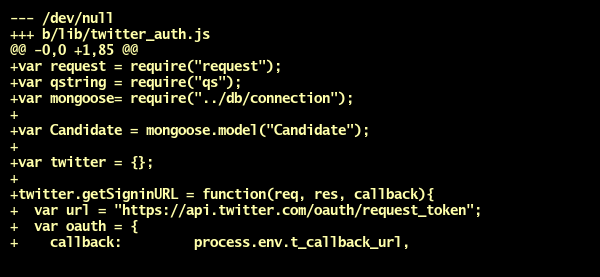 --- /dev/null
+++ b/lib/twitter_auth.js
@@ -0,0 +1,85 @@
+var request = require("request");
+var qstring = require("qs");
+var mongoose= require("../db/connection");
+
+var Candidate = mongoose.model("Candidate");
+
+var twitter = {};
+
+twitter.getSigninURL = function(req, res, callback){
+  var url = "https://api.twitter.com/oauth/request_token";
+  var oauth = {
+    callback:         process.env.t_callback_url,